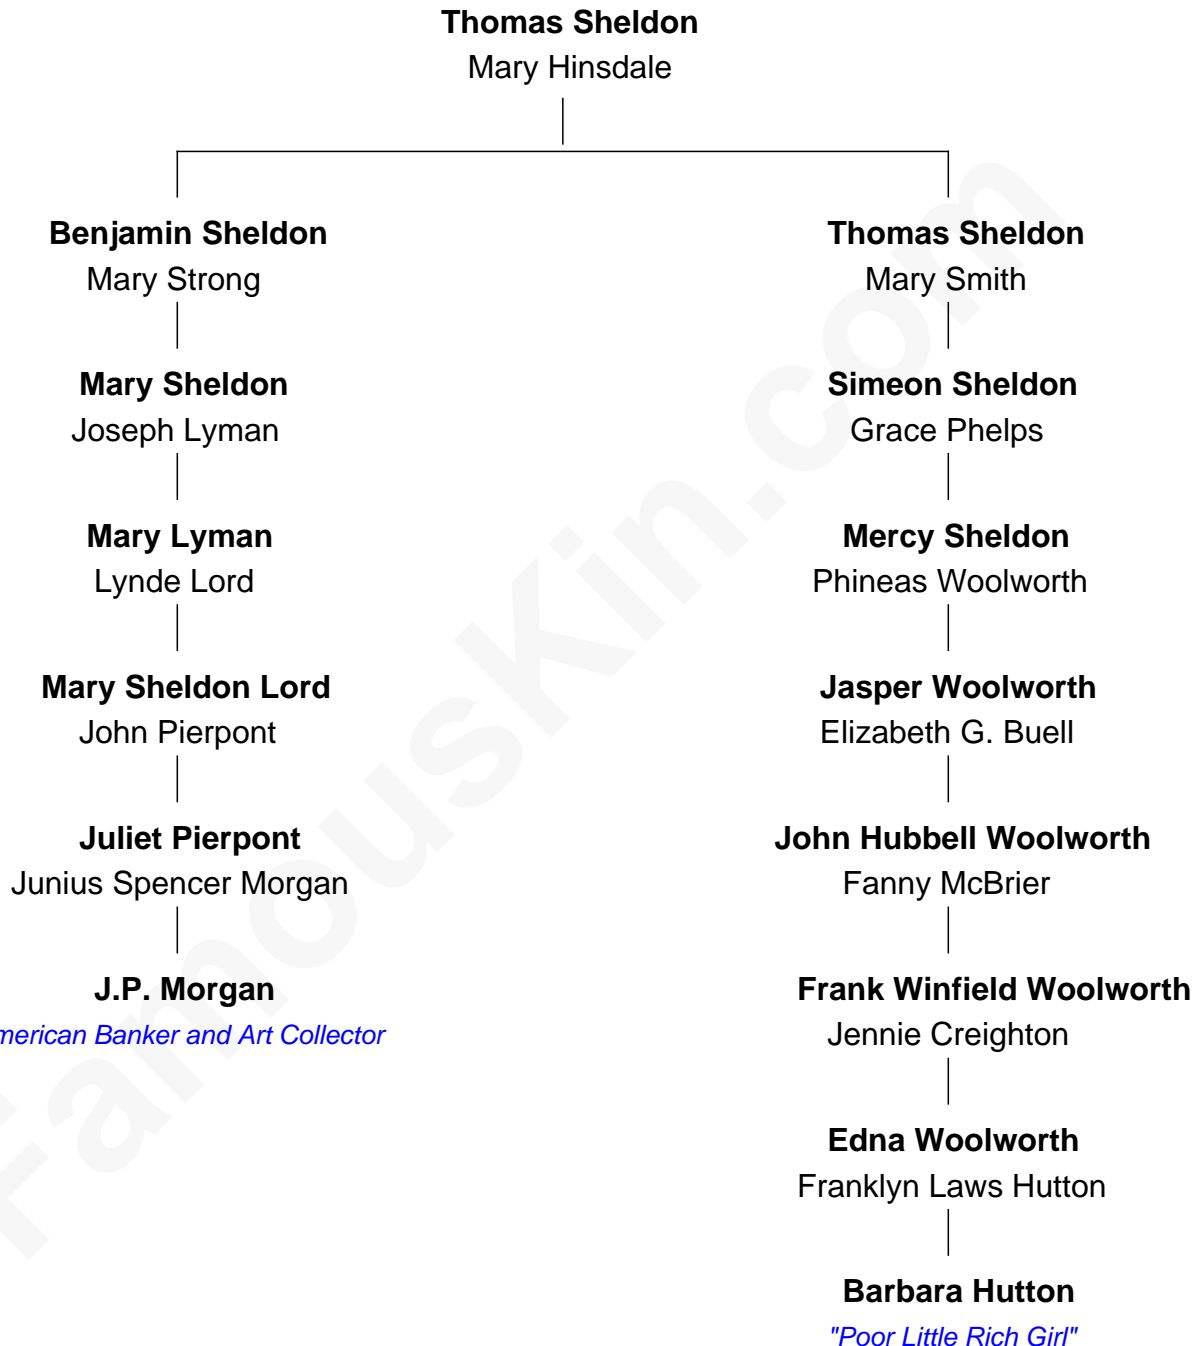 Thomas Sheldon
Mary Hinsdale
Benjamin Sheldon
Mary Strong
Thomas Sheldon
Mary Smith
Mary Sheldon
Joseph Lyman
Simeon Sheldon
Grace Phelps
Mary Lyman
Lynde Lord
Mercy Sheldon
Phineas Woolworth
Mary Sheldon Lord
John Pierpont
Jasper Woolworth
Elizabeth G. Buell
Juliet Pierpont
Junius Spencer Morgan
John Hubbell Woolworth
Fanny McBrier
J.P. Morgan
merican Banker and Art Collector
Frank Winfield Woolworth
Jennie Creighton
Edna Woolworth
Franklyn Laws Hutton
Barbara Hutton
"Poor Little Rich Girl"
FamousKin.com